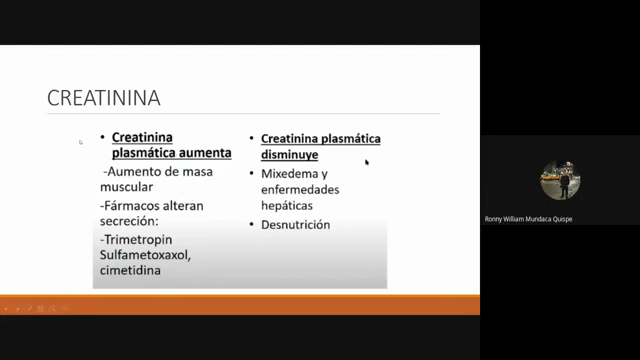 CREATININA
• Creatinina
plasmática aumenta
-Aumento de masa
muscular
-Fármacos alteran
secreción:
-Trimetropin
Sulfametoxaxol,
cimetidina
• Creatinina plasmática
disminuye
• Mixedema y
enfermedades
hepáticas
• Desnutrición
Ronny William Mundaca Quispe